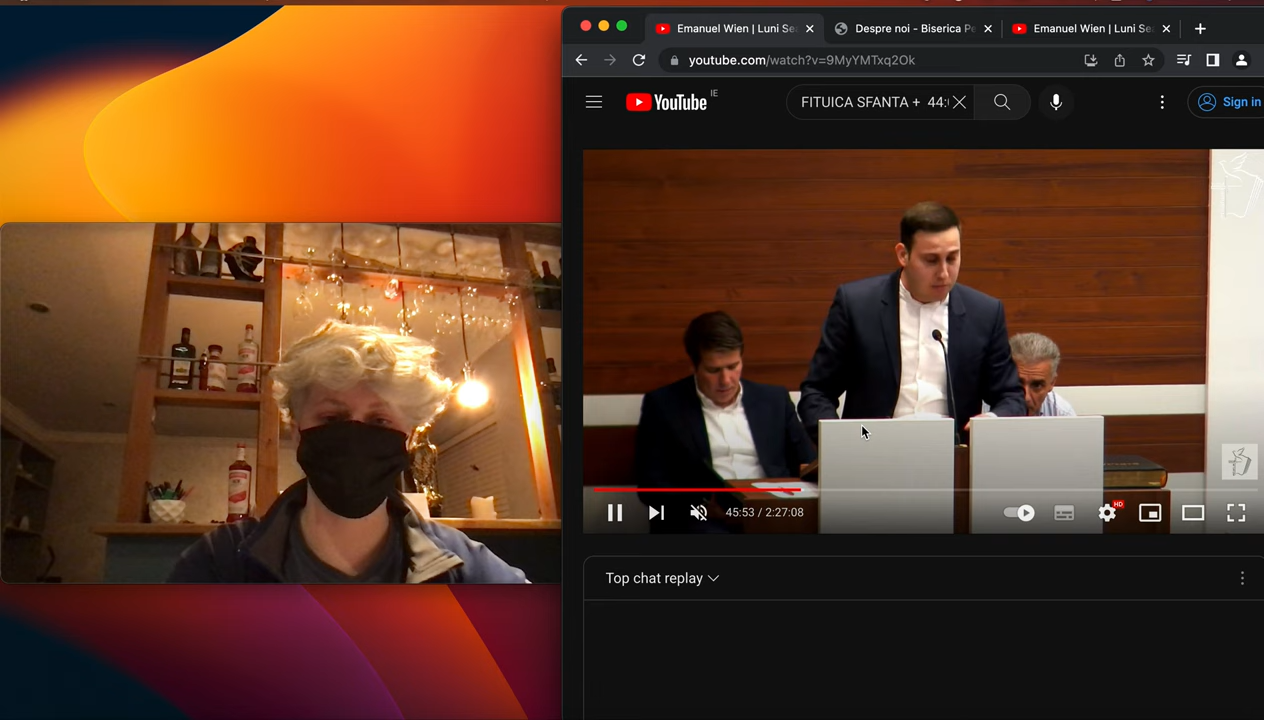 Emanuel Wien | Luni Se
Despre noi - Biserica Pe
Emanuel Wien | Luni Se
youtube.com/watch?v=9MyYMTxq2Ok
YouTube IE
FITUICA SFANTA + 44:
Sign in
45:53 / 2:27:08
HD
Top chat replay